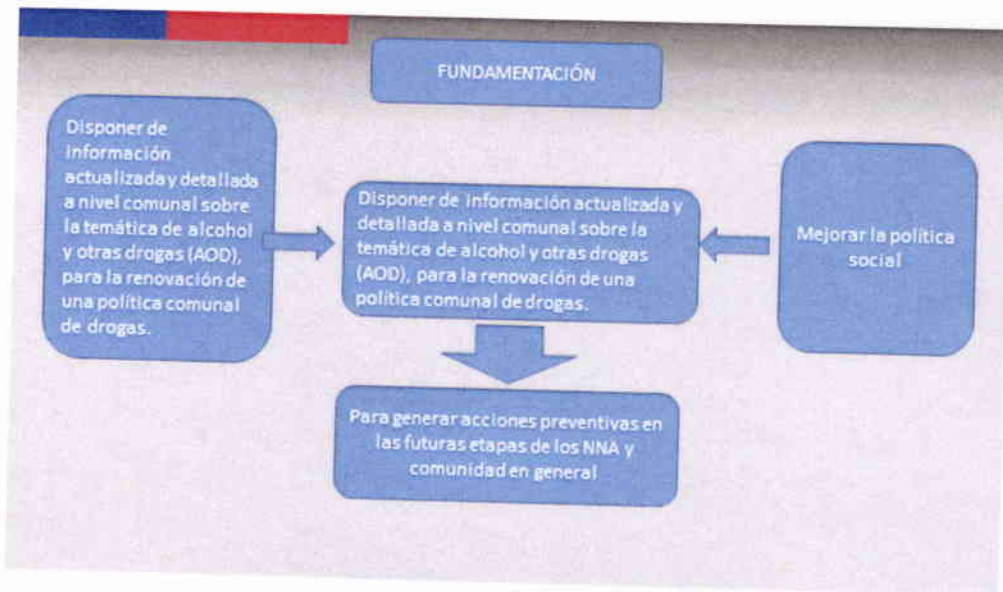 FUNDAMENTACIÓN
Disponer de
información
actualizada y detallada
a nivel comunal sobre
la temática de alcohol
y otras drogas (AOD),
para la renovación de
una política comunal
de drogas.
Disponer de información actualizada y
detallada a nivel comunal sobre la
temática de alcohol y otras drogas
(AOD), para la renovación de una
política comunal de drogas.
Mejorar la política
social
Para generar acciones preventivas en
las futuras etapas de los NNA y
comunidad en general